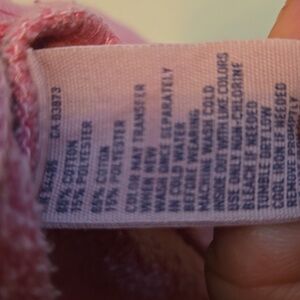 CA 03873
85% COTTON
15% POLYESTER
85% COTTON
15% POLYESTER
COLOR MAY TRANSFER
WHEN NEW
WASH ONCE SEPARATELY
IN COLD WATER
BEFORE WEARING
MACHINE WASH COLD
INSIDE OUT WITH LIKE COLORS
USE ONLY NON-CHLORINE
BLEACH IF NEEDED
TUMBLE DRY LOW
COOL IRON IF NEEDED
REMOVE PROMPTLY